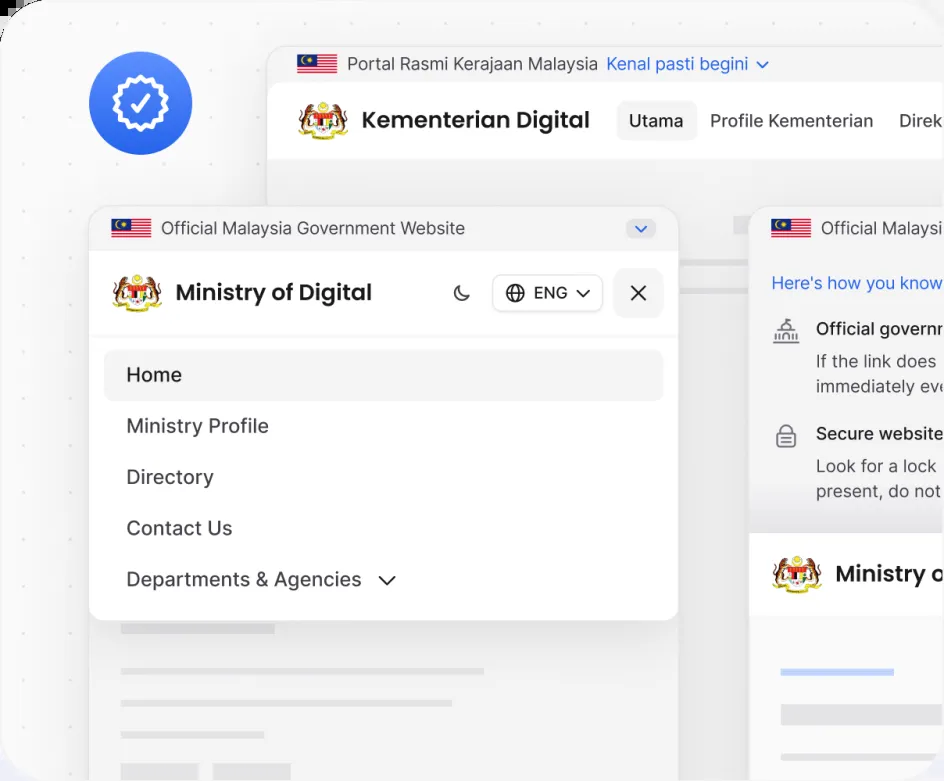 Portal Rasmi Kerajaan Malaysia Kenal pasti begini
Kementerian Digital Utama Profile Kementerian Direk
Official Malaysia Government Website
Ministry of Digital ENG
Home
Ministry Profile
Directory
Contact Us
Departments & Agencies
Official Malaysi
Here's how you know
Official governm
If the link does
immediately eve
Secure website
Look for a lock
present, do not
Ministry o